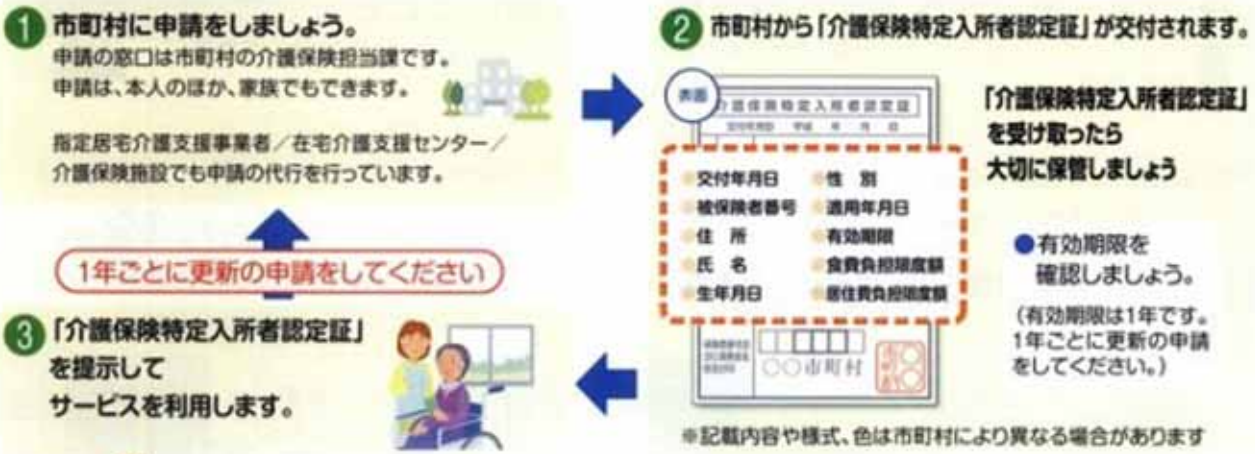 1 市町村に申請をしましょう。
申請の窓口は市町村の介護保険担当課です。
申請は、本人のほか、家族でもできます。
指定居宅介護支援事業者／在宅介護支援センター／
介護保険施設でも申請の代行を行っています。
2 市町村から「介護保険特定入所者認定証」が交付されます。
表面
介護保険特定入所者認定証
交付年月日 平成 年 月 日
交付年月日
被保険者番号
住 所
氏 名
生年月日
性 別
適用年月日
有効期限
食費負担限度額
居住費負担限度額
○○市町村
「介護保険特定入所者認定証」
を受け取ったら
大切に保管しましょう
●有効期限を
確認しましょう。
（有効期限は1年です。
1年ごとに更新の申請
をしてください。）
※記載内容や様式、色は市町村により異なる場合があります
3 「介護保険特定入所者認定証」
を提示して
サービスを利用します。
1年ごとに更新の申請をしてください